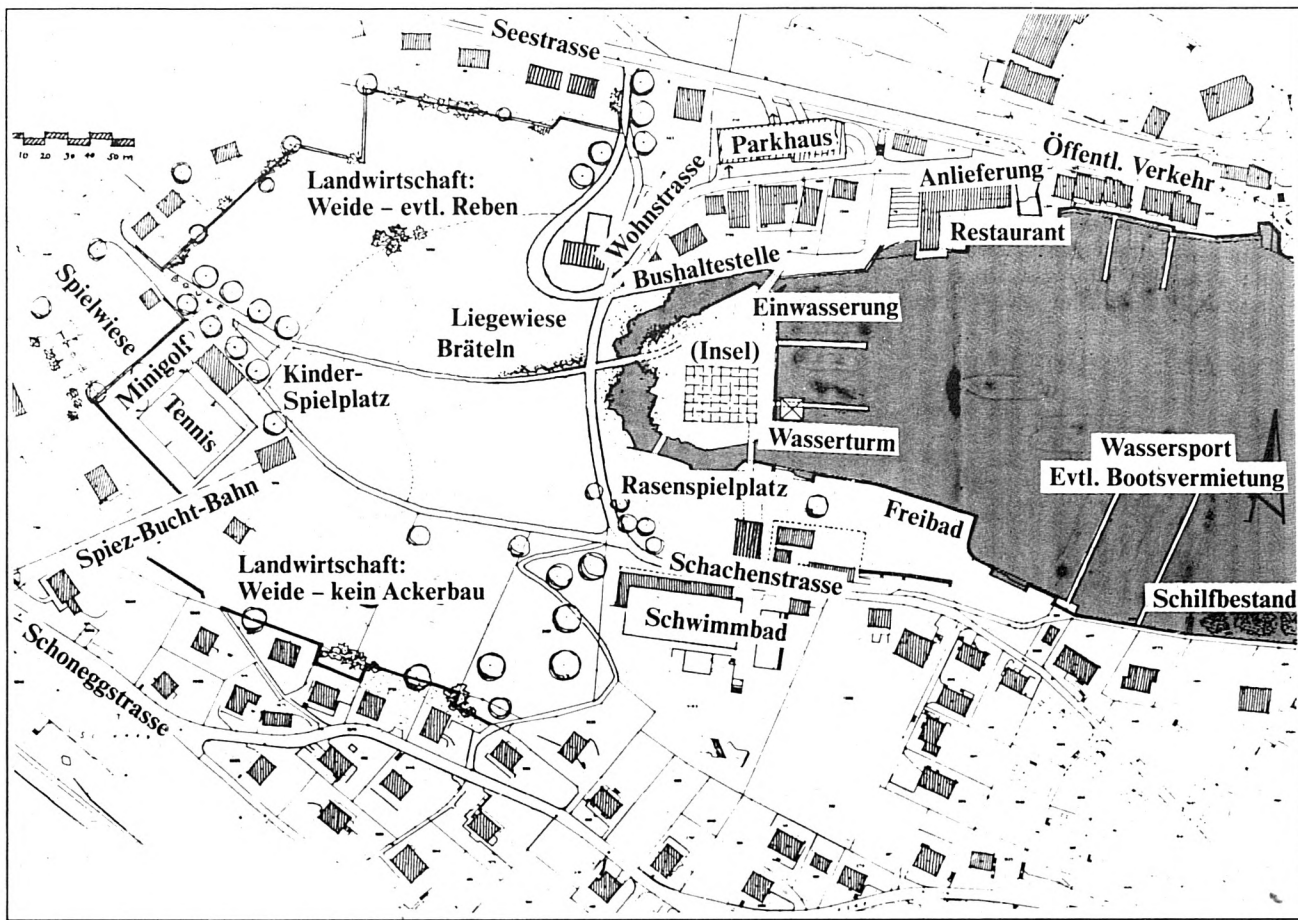 Seestrasse
Parkhaus
Öffentl. Verkehr
10 20 30 40 50 m
Landwirtschaft:
Weide – evtl. Reben
Wohnstrasse
Anlieferung
Restaurant
Bushaltestelle
Spielwiese
Einwasserung
Liegewiese
Bräteln
(Insel)
Minigolf
Kinder-
Spielplatz
Tennis
Wasserturm
Wassersport
Evtl. Bootsvermietung
Rasenspielplatz
Freibad
Spiez-Bucht-Bahn
Landwirtschaft:
Weide – kein Ackerbau
Schachenstrasse
Schilfbestand
Schwimmbad
Schoneggstrasse